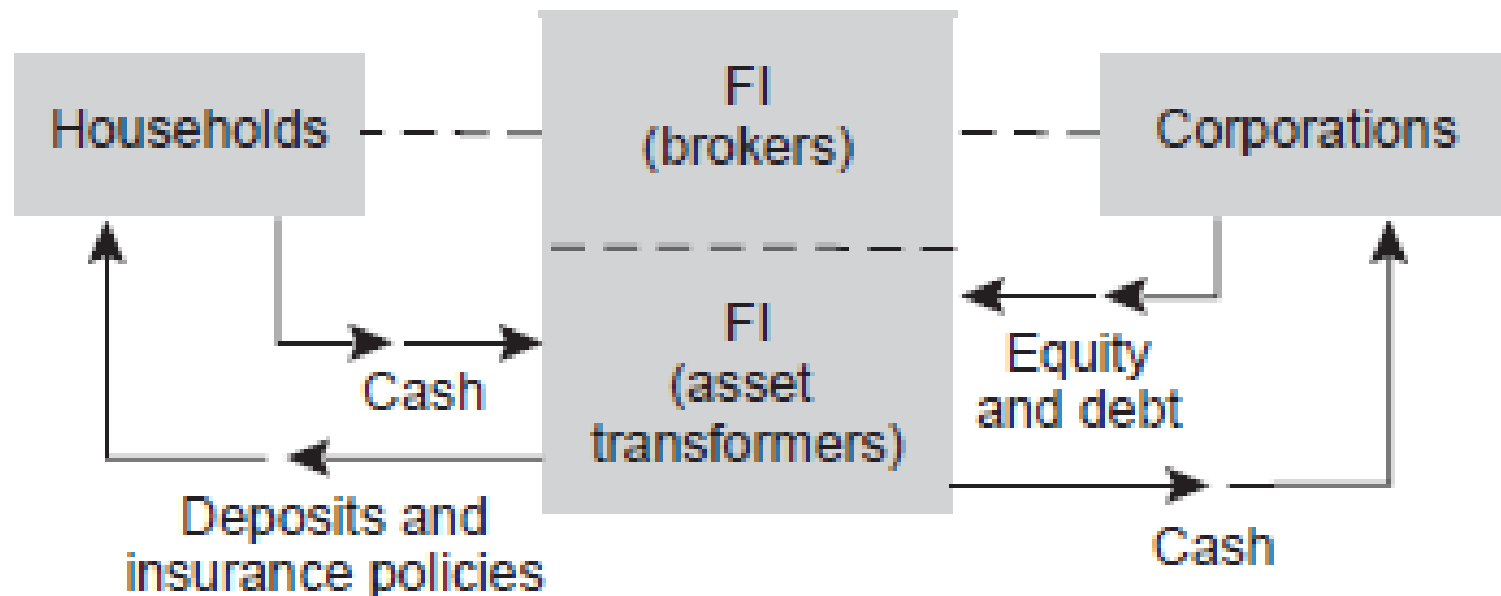 Households
FI
(brokers)
Corporations
FI
(asset
transformers)
Cash
Equity
and debt
Deposits and
insurance policies
Cash